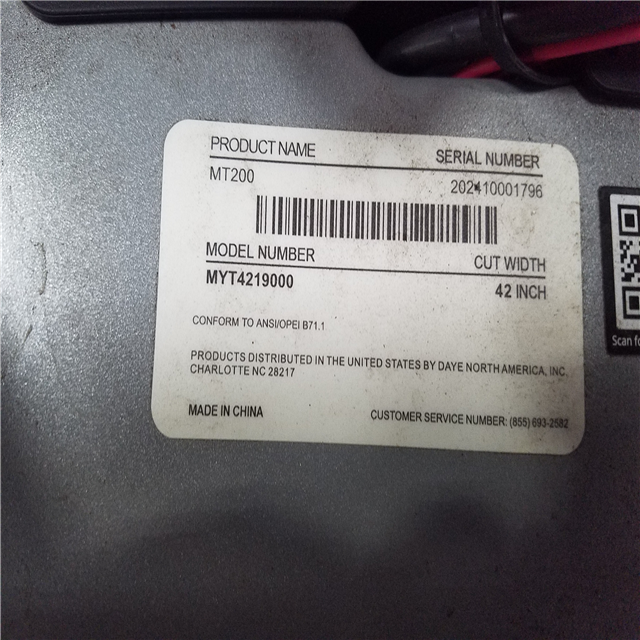 PRODUCT NAME SERIAL NUMBER
MT200 202410001796
MODEL NUMBER CUT WIDTH
MYT4219000 42 INCH
CONFORM TO ANSI/OPEI B71.1
PRODUCTS DISTRIBUTED IN THE UNITED STATES BY DAYE NORTH AMERICA, INC.
CHARLOTTE NC 28217
MADE IN CHINA CUSTOMER SERVICE NUMBER: (855) 693-2582
Scan fo